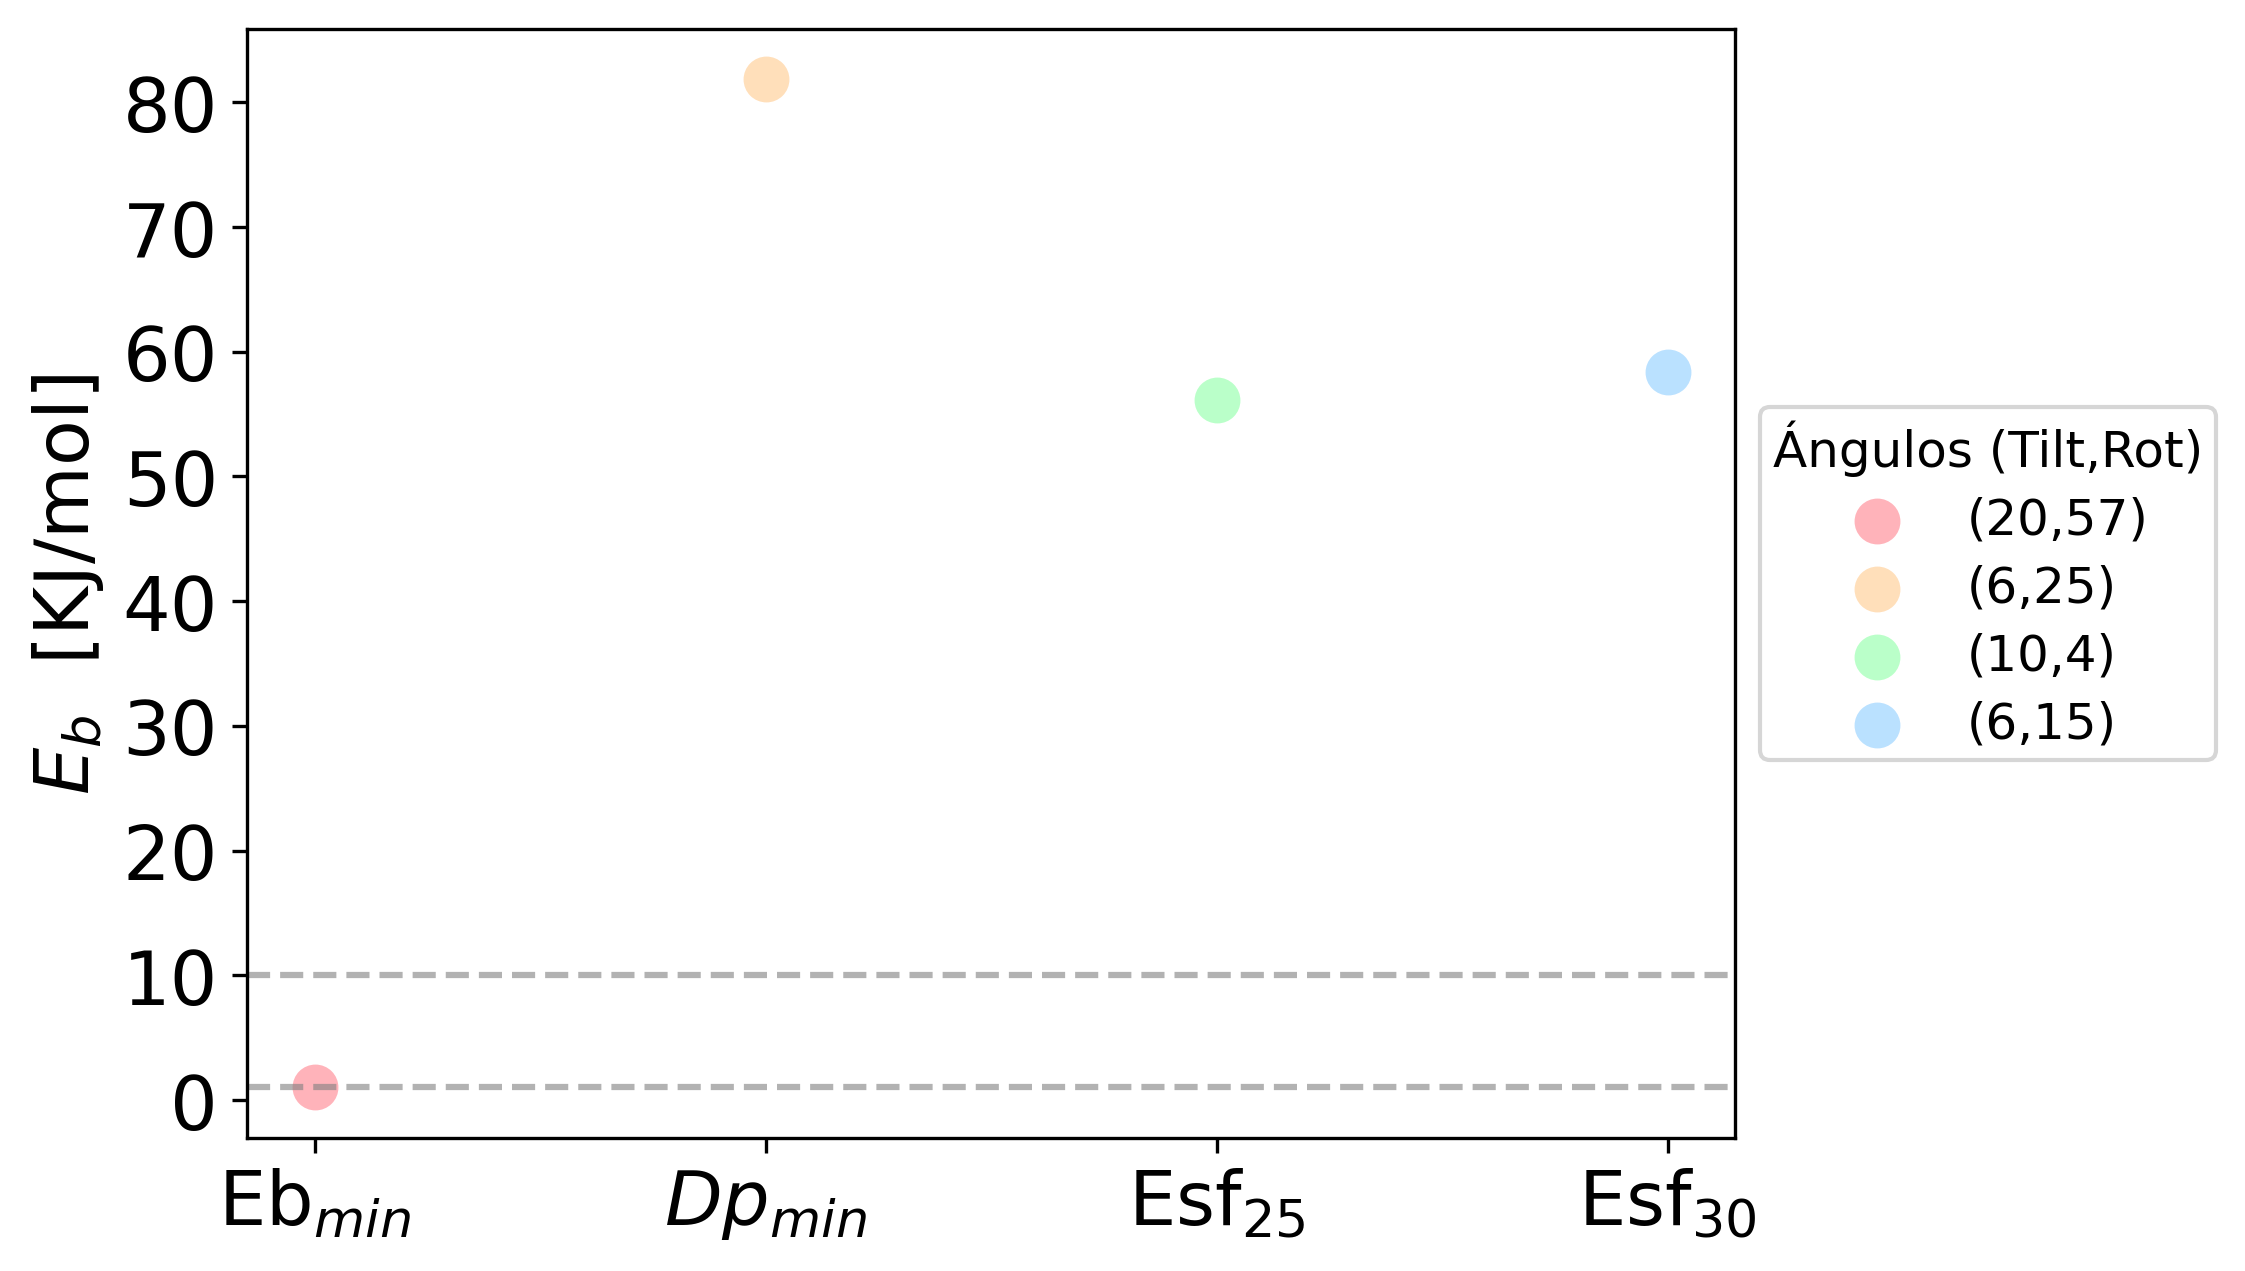 E_b [KJ/mol]
80
70
60
50
40
30
20
10
0
Eb_min
Dp_min
Esf_25
Esf_30
Ángulos (Tilt,Rot)
(20,57)
(6,25)
(10,4)
(6,15)